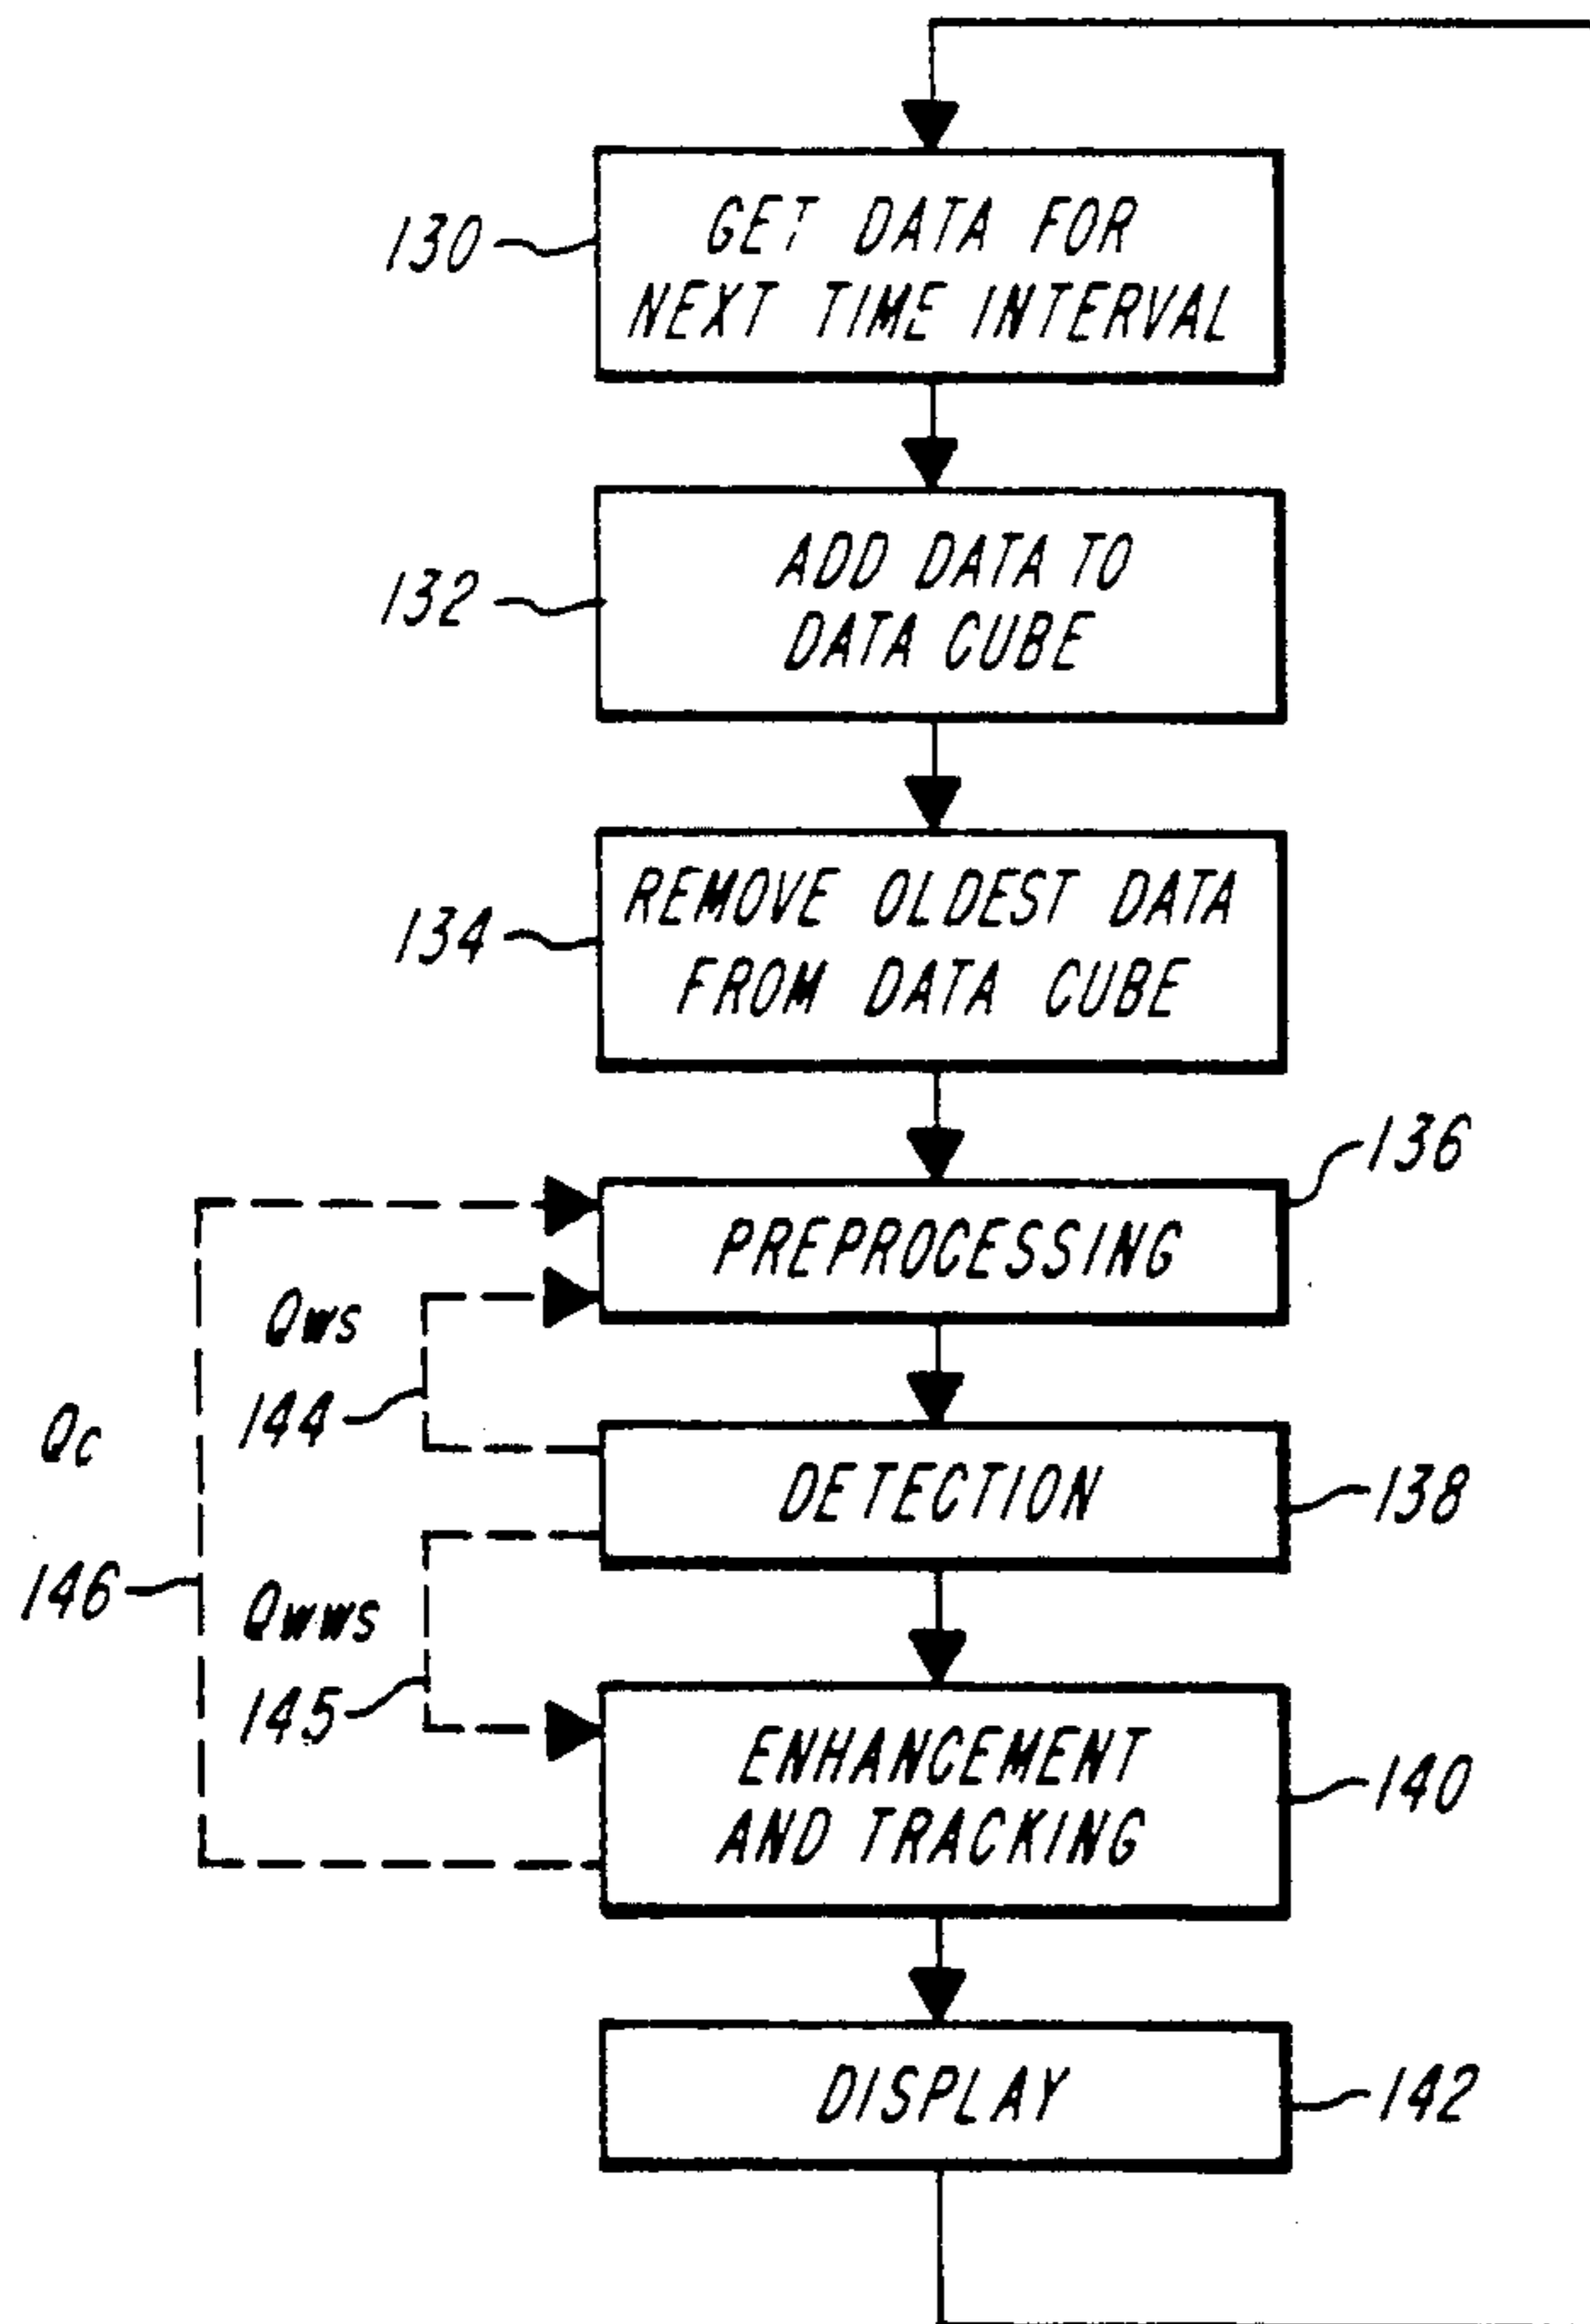 130
GET DATA FOR
NEXT TIME INTERVAL
132
ADD DATA TO
DATA CUBE
134
REMOVE OLDEST DATA
FROM DATA CUBE
136
PREPROCESSING
Qws
144
Qc
DETECTION
138
146
Qwws
145
ENHANCEMENT
AND TRACKING
140
DISPLAY
142